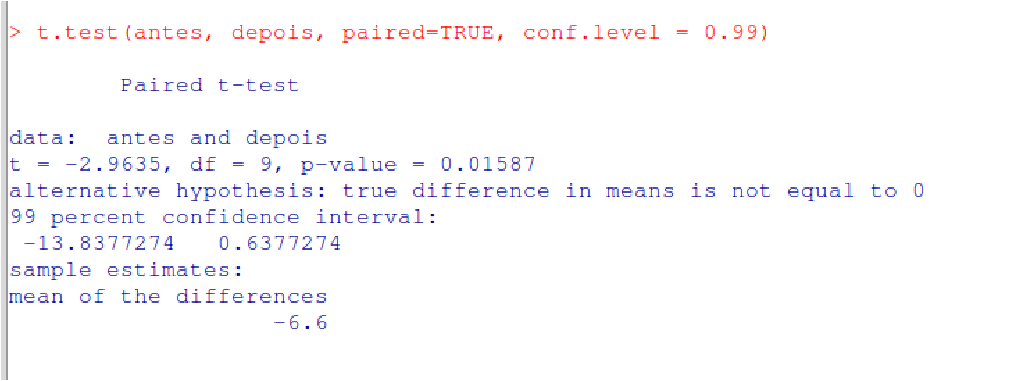 > t.test(antes, depois, paired=TRUE, conf.level = 0.99)
Paired t-test
data:  antes and depois
t = -2.9635, df = 9, p-value = 0.01587
alternative hypothesis: true difference in means is not equal to 0
99 percent confidence interval:
-13.8377274   0.6377274
sample estimates:
mean of the differences
-6.6